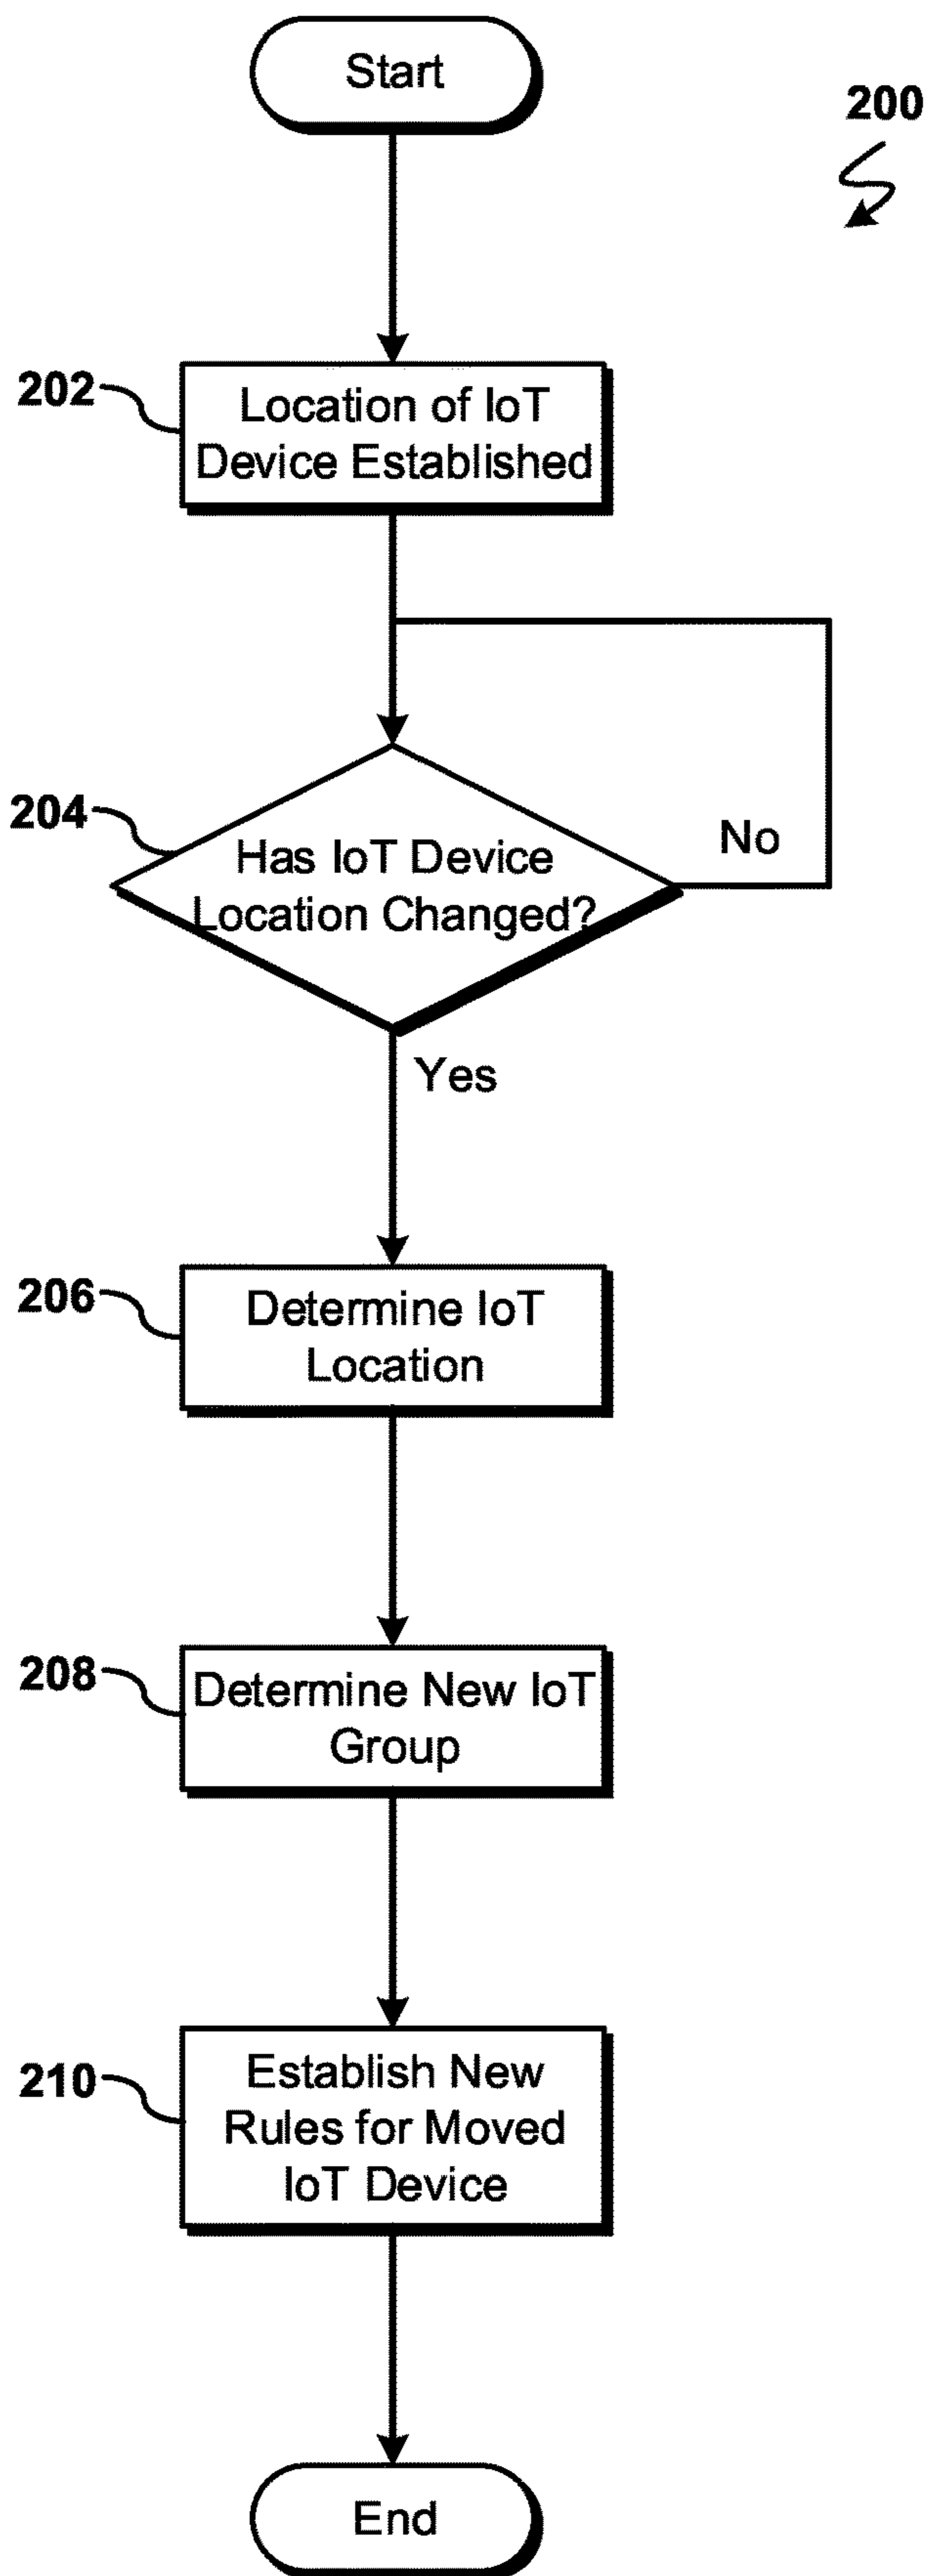 Start
200
202
Location of IoT
Device Established
204
Has IoT Device
Location Changed?
No
Yes
206
Determine IoT
Location
208
Determine New IoT
Group
210
Establish New
Rules for Moved
IoT Device
End